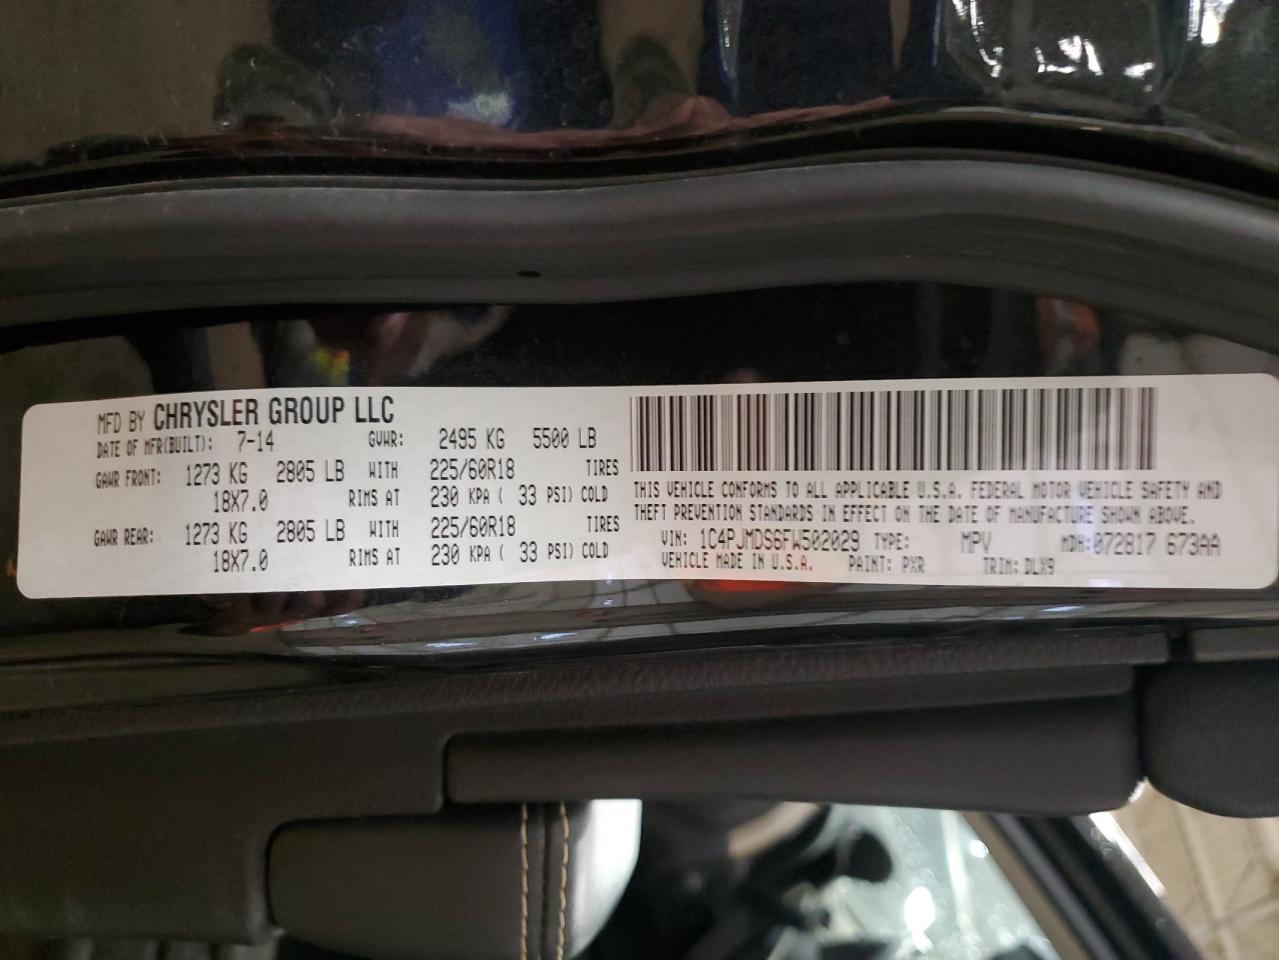 MFD BY CHRYSLER GROUP LLC
DATE OF MFR(BUILT): 7-14 GVWR: 2495 KG 5500 LB
GAWR FRONT: 1273 KG 2805 LB WITH 225/60R18 TIRES
18X7.0 RIMS AT 230 KPA ( 33 PSI) COLD
GAWR REAR: 1273 KG 2805 LB WITH 225/60R18 TIRES
18X7.0 RIMS AT 230 KPA ( 33 PSI) COLD
THIS VEHICLE CONFORMS TO ALL APPLICABLE U.S.A. FEDERAL MOTOR VEHICLE SAFETY AND
THEFT PREVENTION STANDARDS IN EFFECT ON THE DATE OF MANUFACTURE SHOWN ABOVE.
VIN: 1C4PJMDS6FW502029 TYPE: MPV MDH:072817 673AA
VEHICLE MADE IN U.S.A. PAINT: PXR TRIM: DLX9